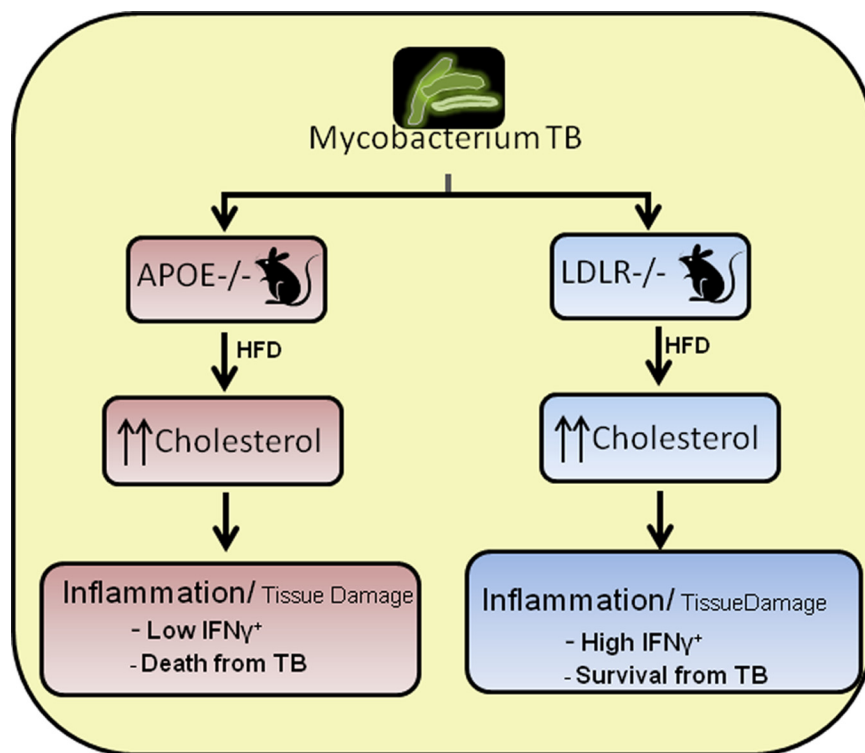 Mycobacterium TB
APOE-/-
LDLR-/-
HFD
HFD
↑↑Cholesterol
↑↑Cholesterol
Inflammation/ Tissue Damage
- Low IFNγ⁺
- Death from TB
Inflammation/ TissueDamage
- High IFNγ⁺
- Survival from TB